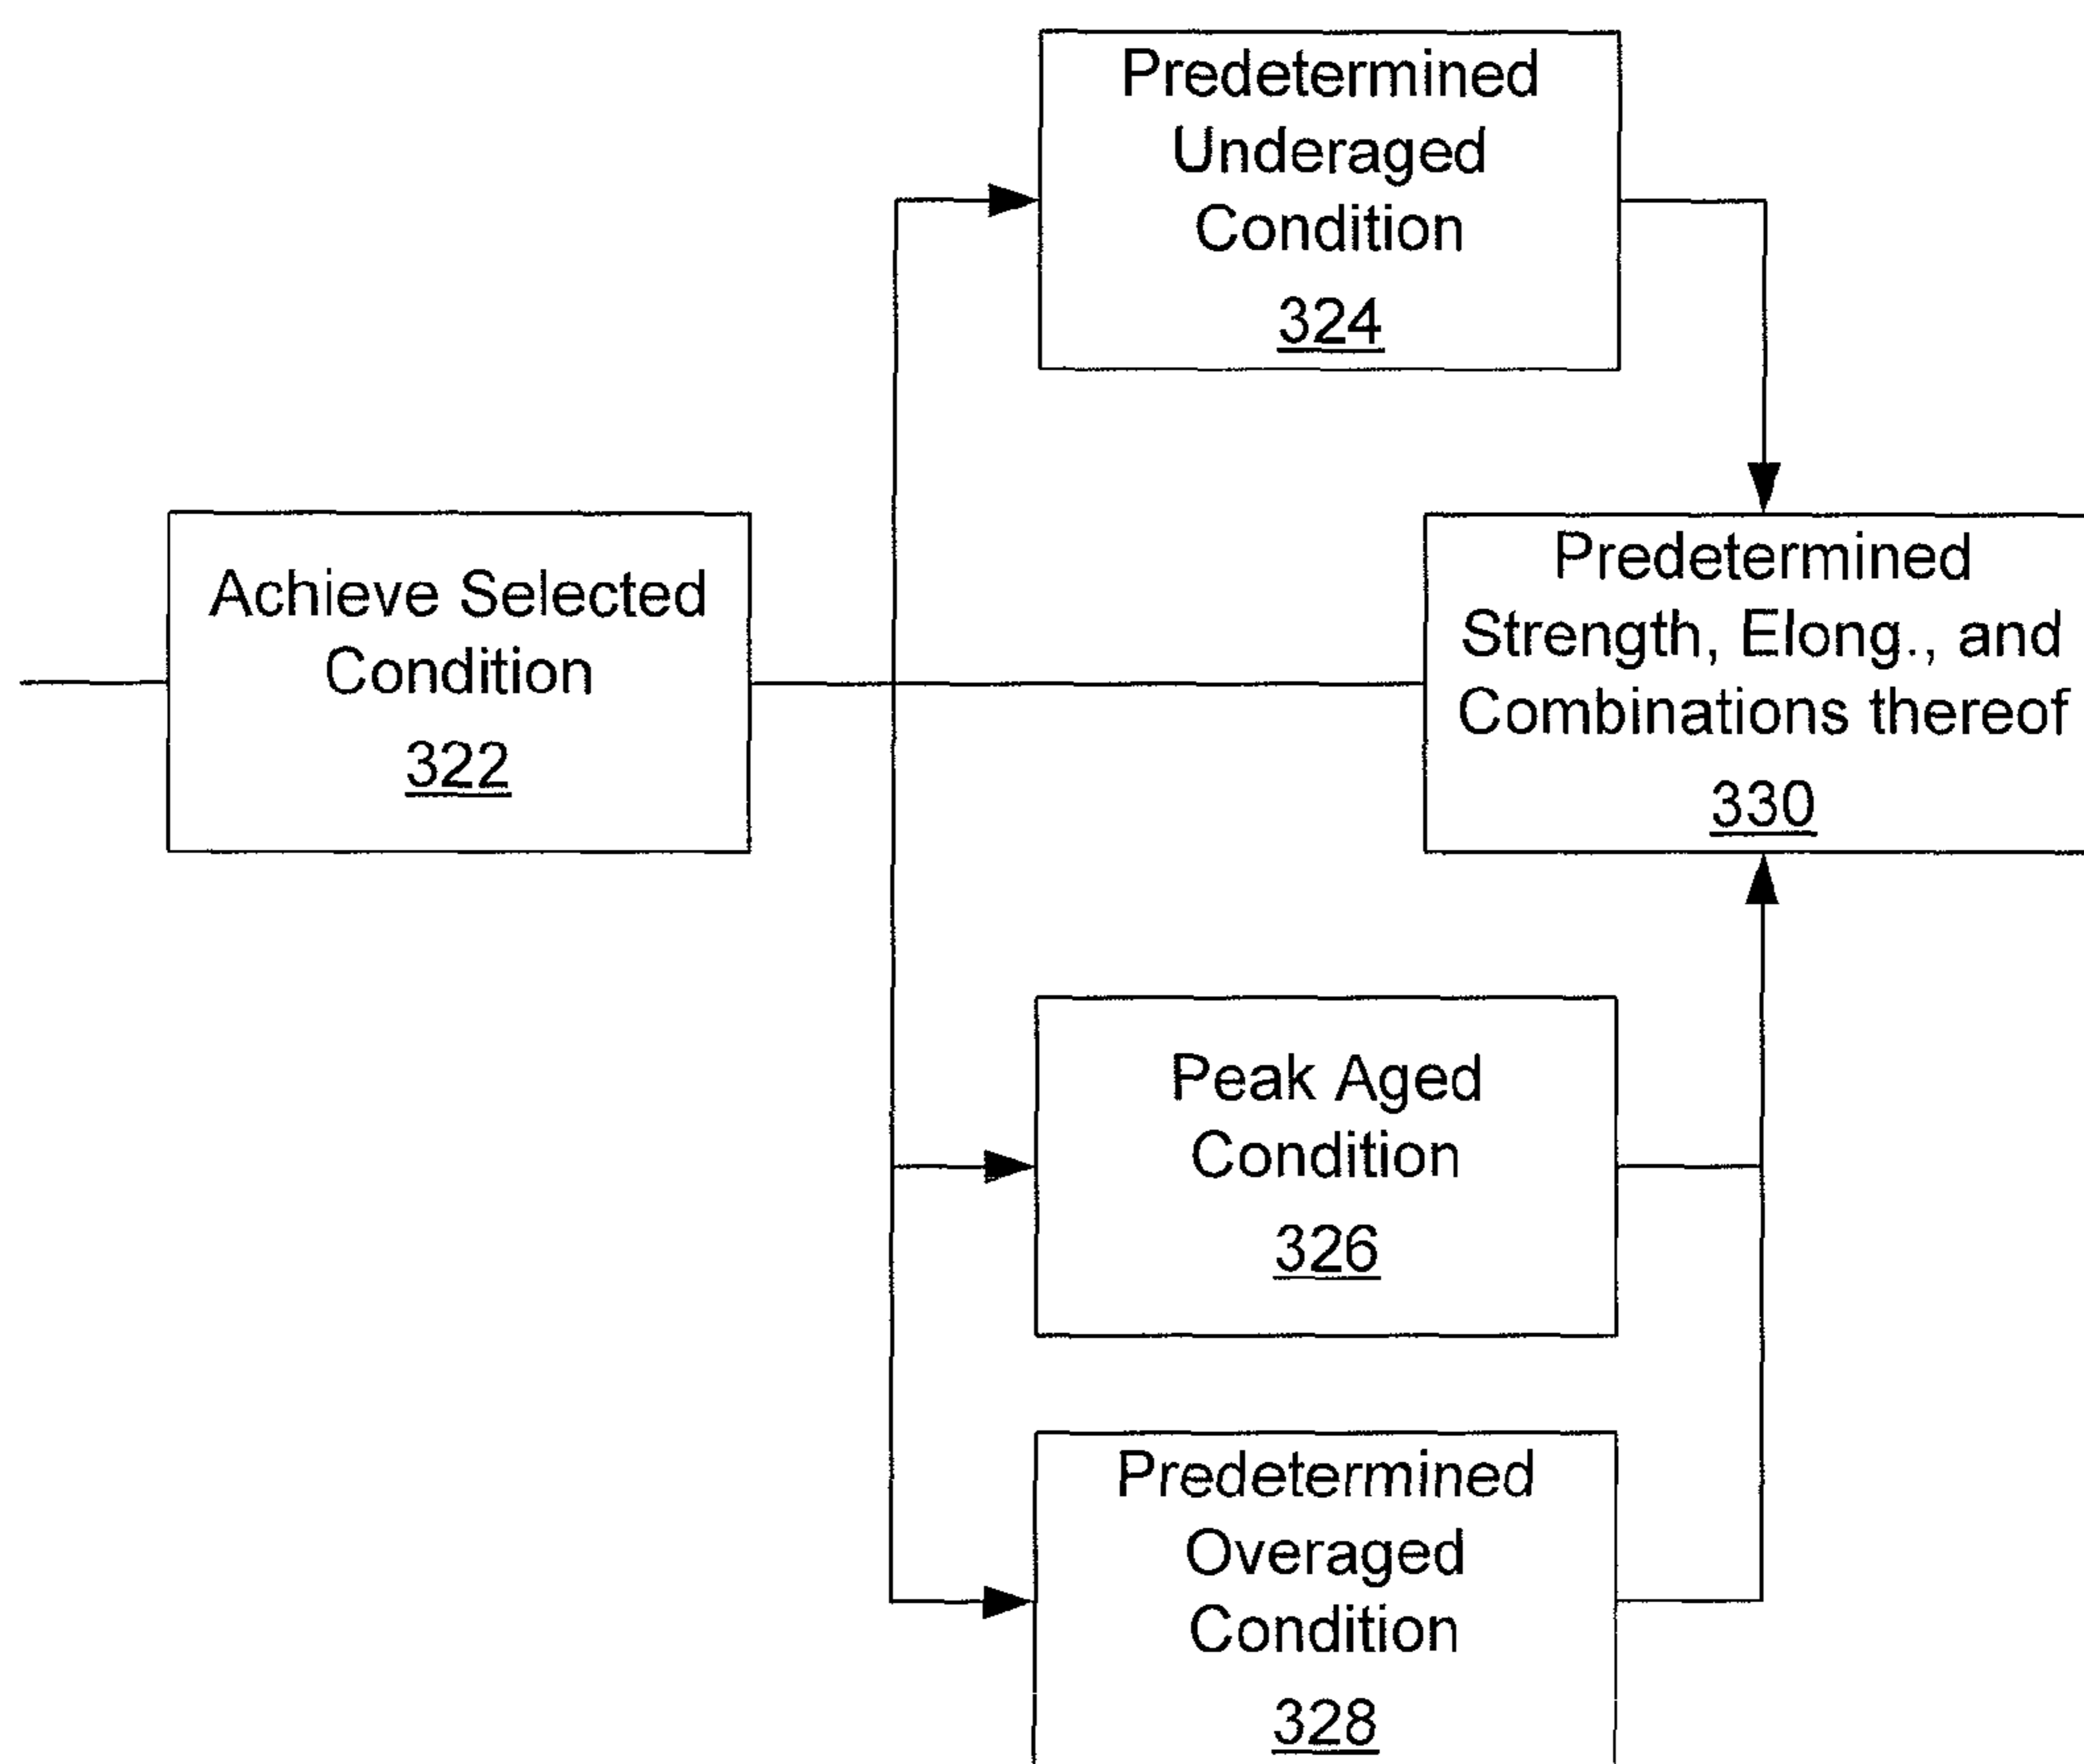 Predetermined
Underaged
Condition
324
Achieve Selected
Condition
322
Predetermined
Strength, Elong., and
Combinations thereof
330
Peak Aged
Condition
326
Predetermined
Overaged
Condition
328